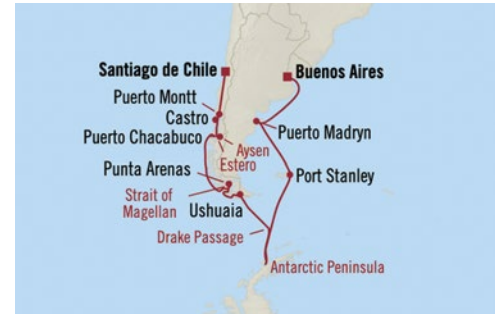 Santiago de Chile
Buenos Aires
Puerto Montt
Castro
Puerto Madryn
Puerto Chacabuco
Aysen
Estero
Punta Arenas
Port Stanley
Strait of
Magellan
Ushuaia
Drake Passage
Antarctic Peninsula